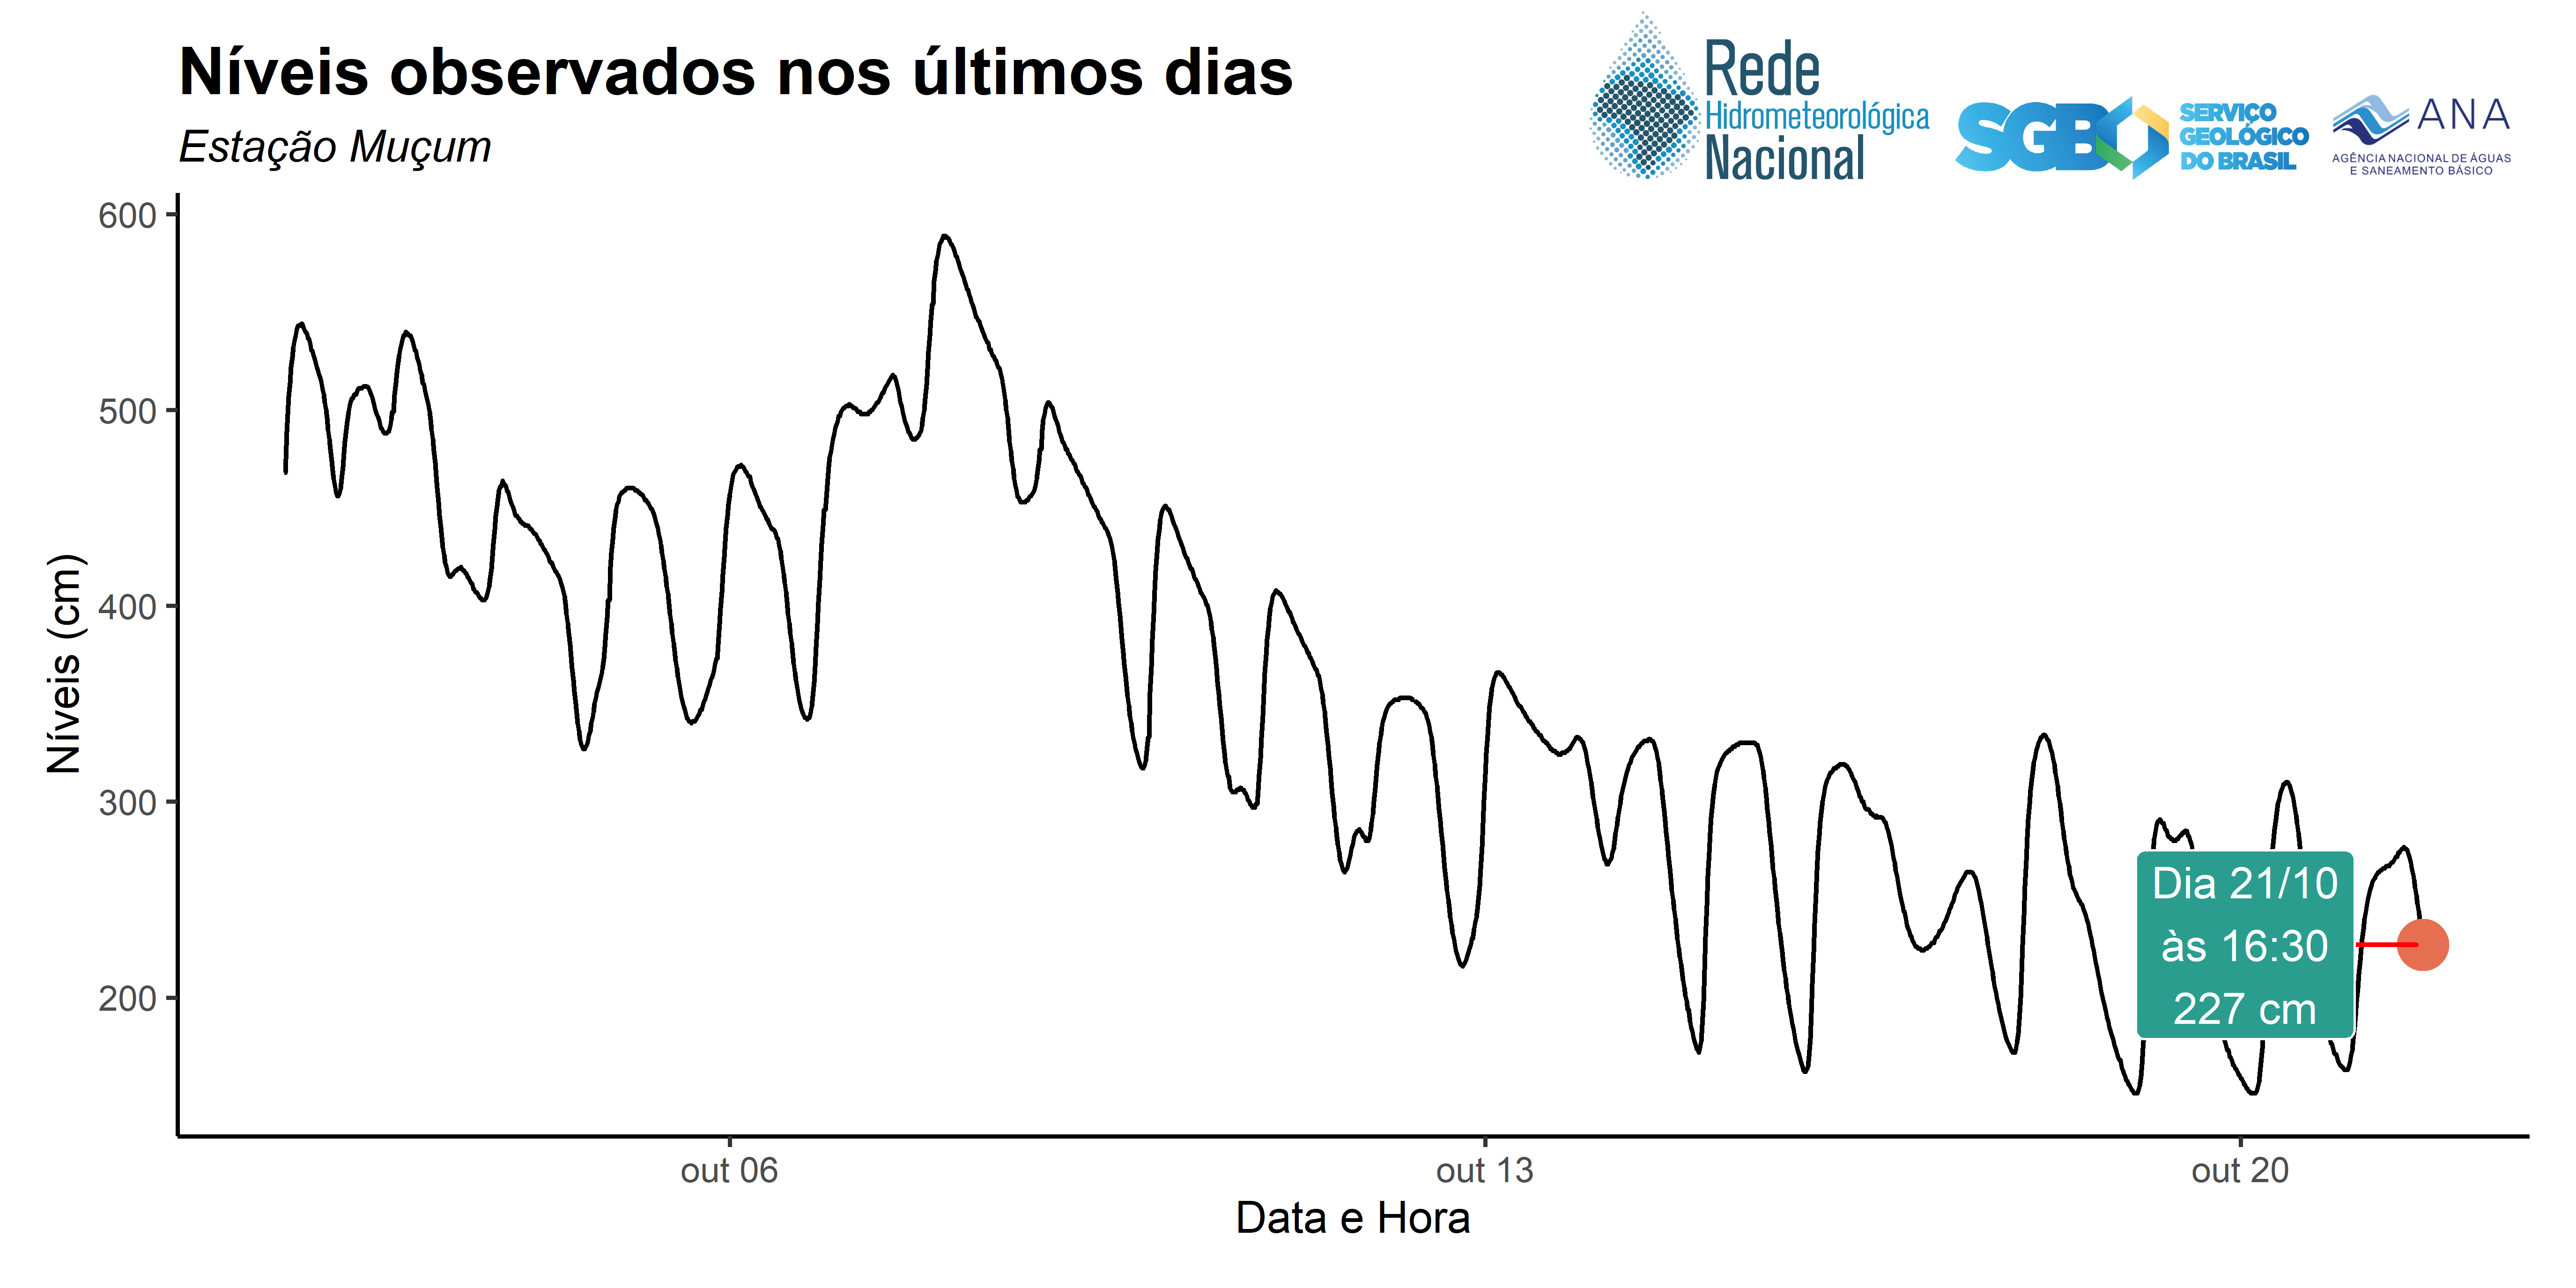 Níveis observados nos últimos dias
Estação Muçum
Rede
Hidrometeorológica
Nacional
SGB
SERVIÇO
GEOLÓGICO
DO BRASIL
ANA
AGÊNCIA NACIONAL DE ÁGUAS
E SANEAMENTO BÁSICO
Níveis (cm)
600
500
400
300
200
Dia 21/10
às 16:30
227 cm
out 06
out 13
out 20
Data e Hora